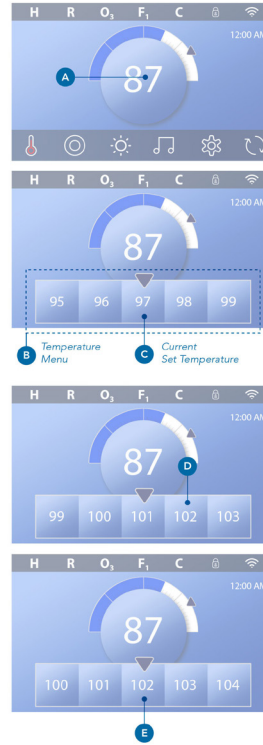 H R O₃ F₁ C
12:00 AM
A
87
H R O₃ F₁ C
12:00 AM
87
95 96 97 98 99
B Temperature Menu
C Current Set Temperature
H R O₃ F₁ C
12:00 AM
87
D
99 100 101 102 103
H R O₃ F₁ C
12:00 AM
87
100 101 102 103 104
E